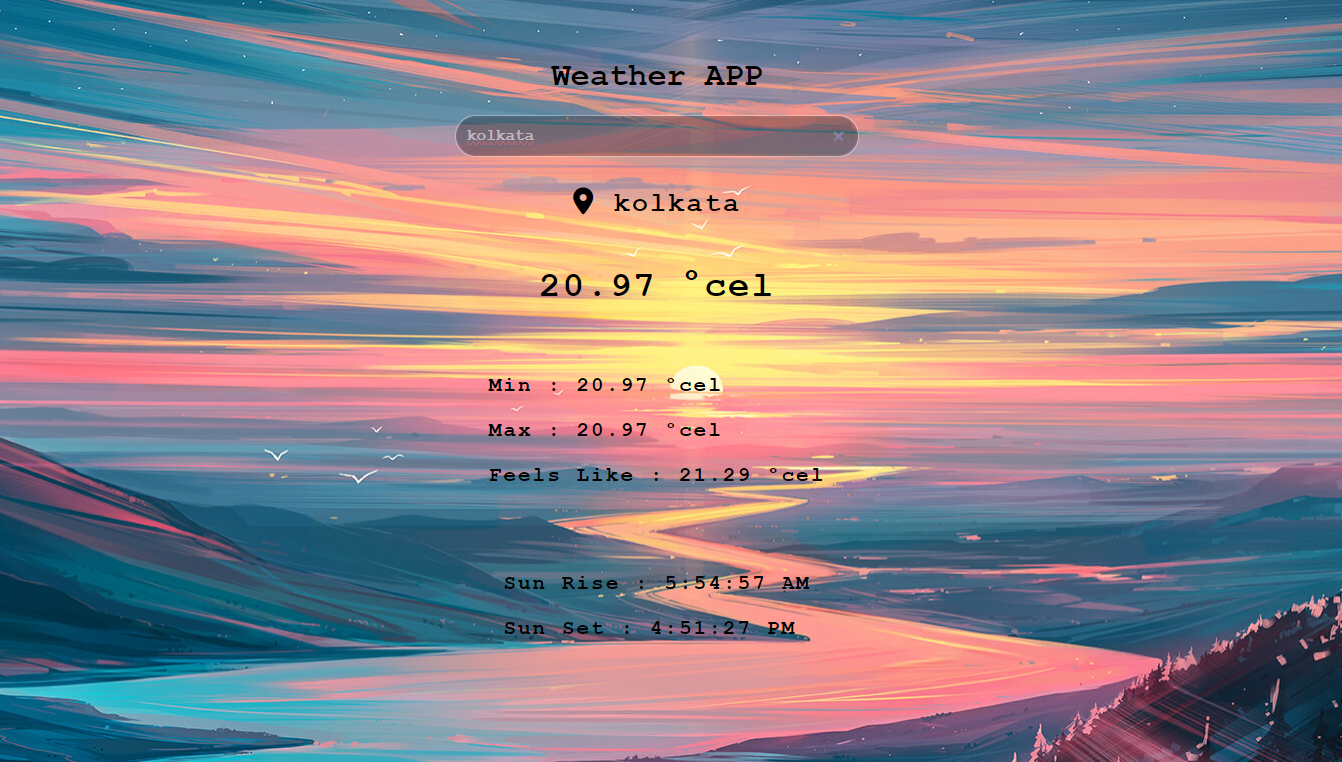 Weather APP
kolkata
kolkata
20.97 °cel
Min : 20.97 °cel
Max : 20.97 °cel
Feels Like : 21.29 °cel
Sun Rise : 5:54:57 AM
Sun Set : 4:51:27 PM